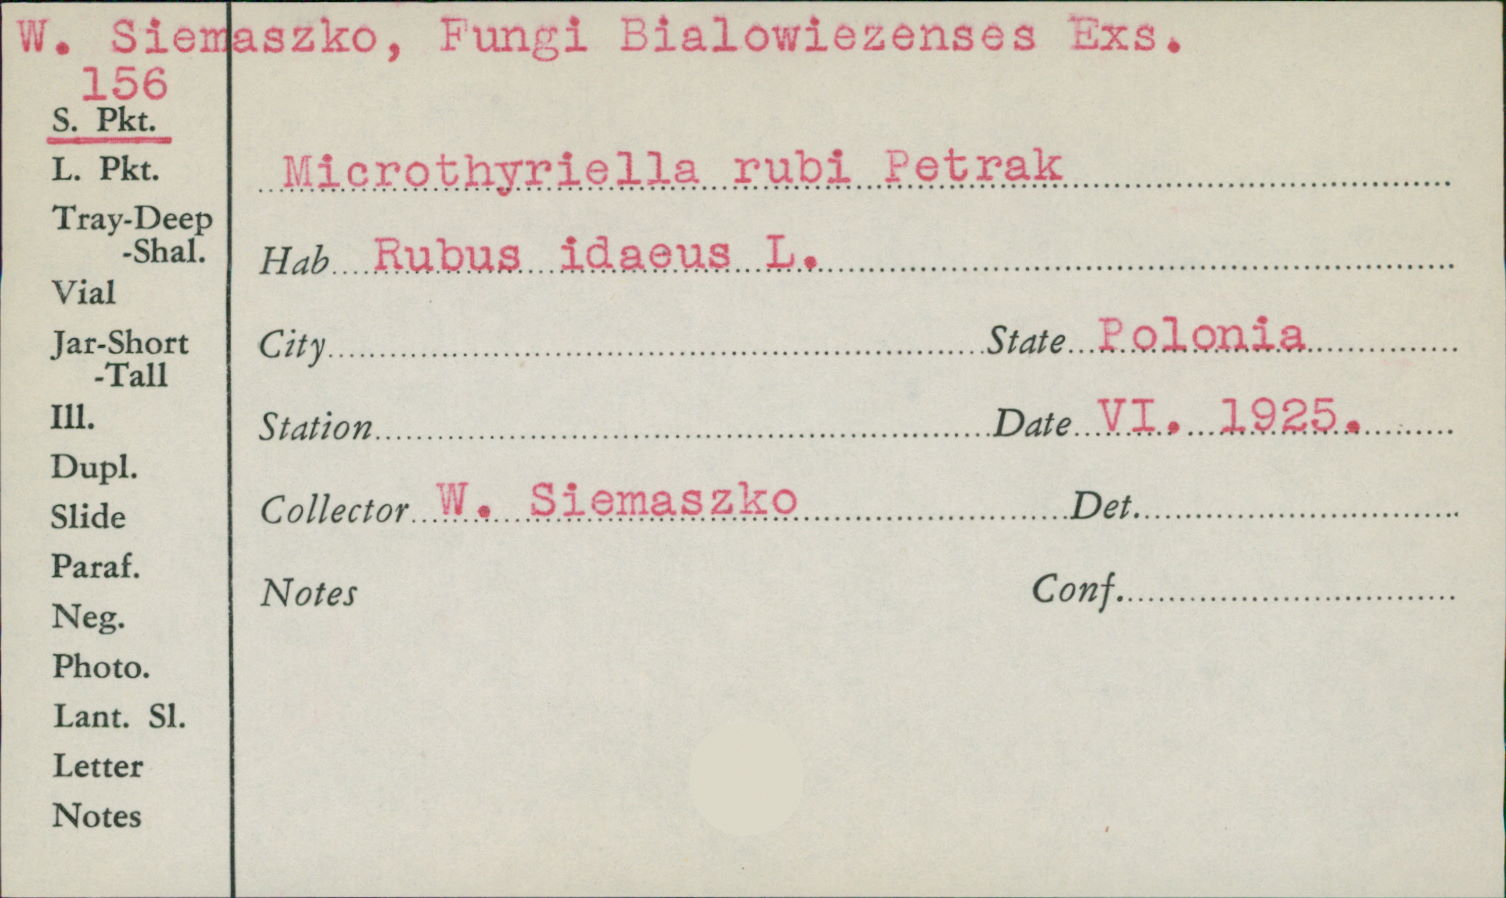 W. Siemaszko, Fungi Bialowiezenses Exs.
156
S. Pkt.
L. Pkt.
Tray-Deep
-Shal.
Vial
Jar-Short
-Tall
Ill.
Dupl.
Slide
Paraf.
Neg.
Photo.
Lant. Sl.
Letter
Notes
Microthyriella rubi Petrak
Hab Rubus idaeus L.
City State Polonia
Station Date VI. 1925.
Collector W. Siemaszko Det.
Notes Conf.